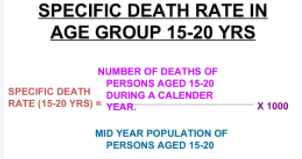 SPECIFIC DEATH RATE IN
AGE GROUP 15-20 YRS
NUMBER OF DEATHS OF
PERSONS AGED 15-20
DURING A CALENDER
SPECIFIC DEATH
RATE (15-20 YRS) = YEAR. X 1000
MID YEAR POPULATION OF
PERSONS AGED 15-20